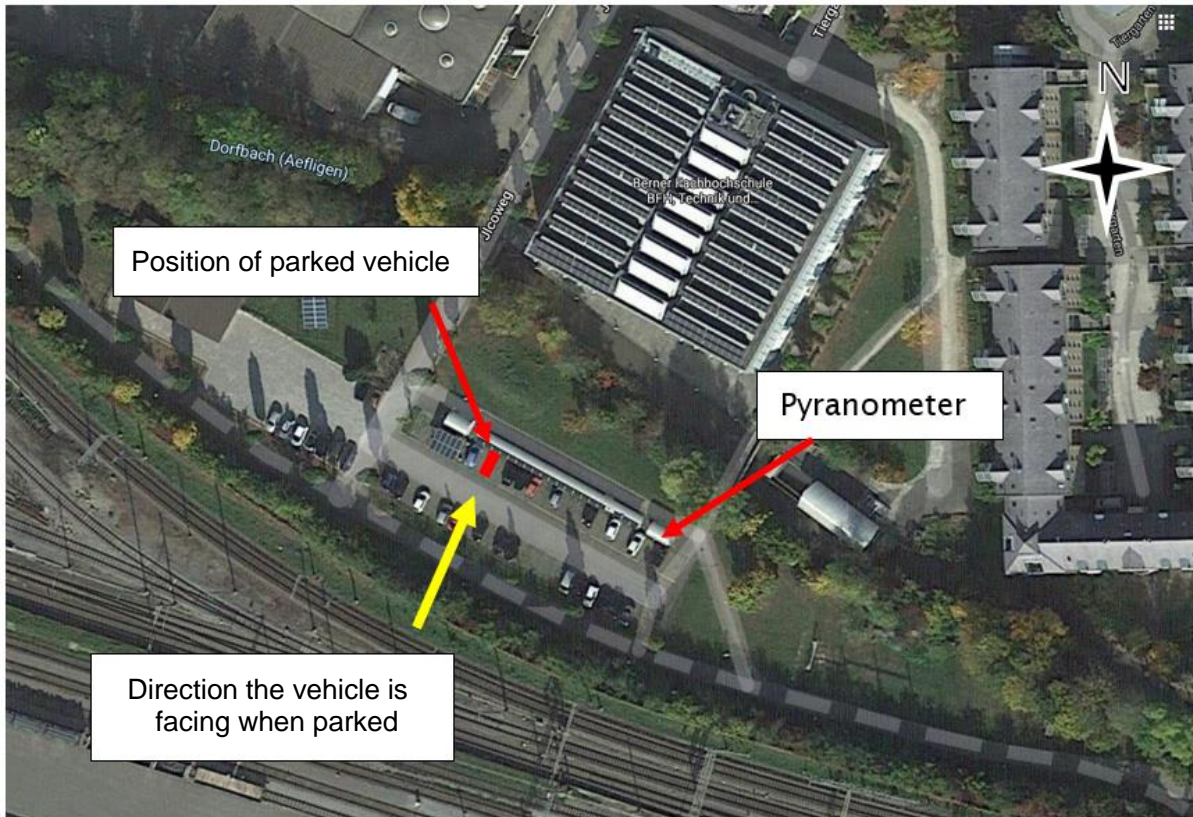 Tiergarten
Tiergarten
N
Dorfbach (Aefligen)
Berner Fachhochschule
BFH, Technik und...
Jlcoweg
Position of parked vehicle
Pyranometer
Direction the vehicle is
facing when parked